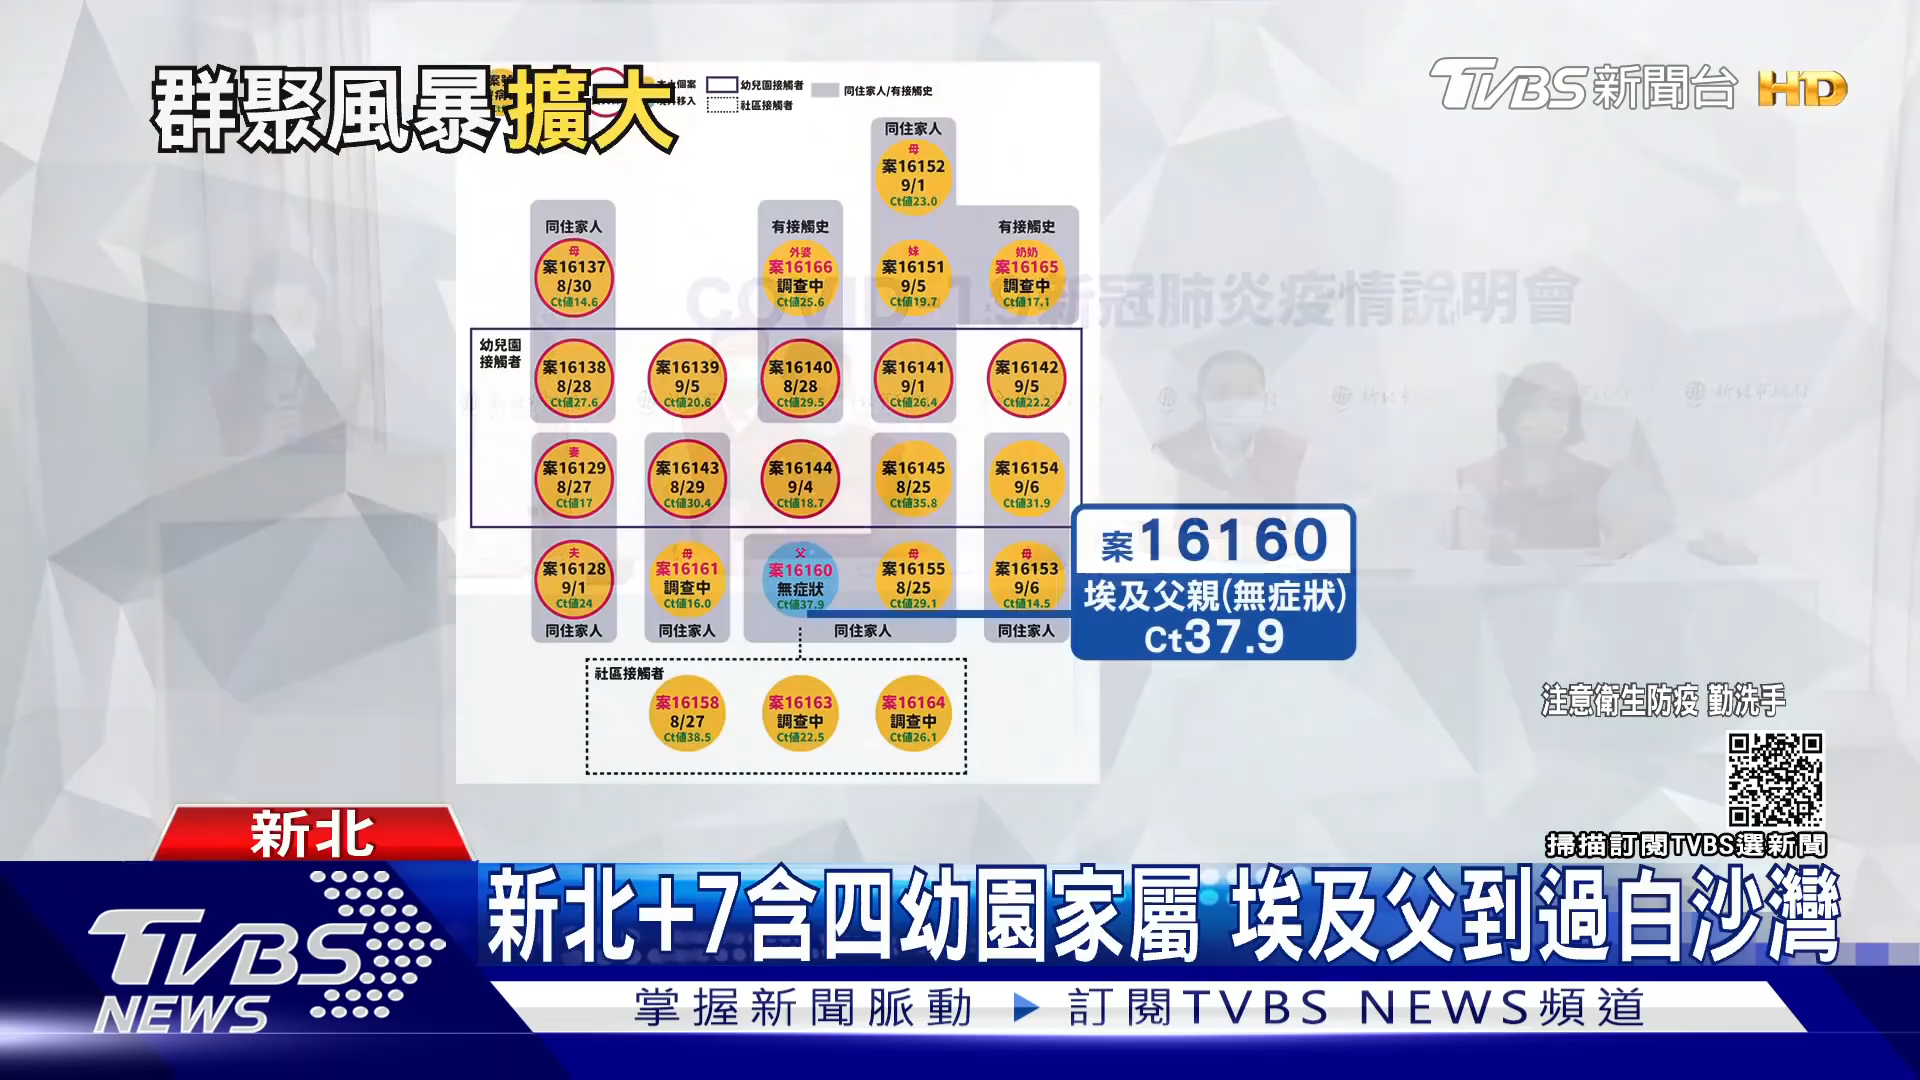 群聚風暴擴大
TVBS新聞台 HD
幼兒園接觸者
社區接觸者
同住家人/有接觸史
同住家人
母
案16152
9/1
Ct值23.0
同住家人
母
案16137
8/30
Ct值14.6
有接觸史
外婆
案16166
調查中
Ct值25.6
妹
案16151
9/5
Ct值19.7
有接觸史
奶奶
案16165
調查中
Ct值17.1
COVID-19新冠肺炎疫情說明會
幼兒園
接觸者
案16138
8/28
Ct值27.6
案16139
9/5
Ct值20.6
案16140
8/28
Ct值29.5
案16141
9/1
Ct值26.4
案16142
9/5
Ct值22.2
妻
案16129
8/27
Ct值17
案16143
8/29
Ct值30.4
案16144
9/4
Ct值18.7
案16145
8/25
Ct值35.8
案16154
9/6
Ct值31.9
夫
案16128
9/1
Ct值24
同住家人
母
案16161
調查中
Ct值16.0
同住家人
父
案16160
無症狀
Ct值37.9
母
案16155
8/25
Ct值29.1
同住家人
母
案16153
9/6
Ct值14.5
同住家人
案16160
埃及父親(無症狀)
Ct37.9
社區接觸者
案16158
8/27
Ct值38.5
案16163
調查中
Ct值22.5
案16164
調查中
Ct值26.1
注意衛生防疫 勤洗手
掃描訂閱TVBS選新聞
新北
新北+7含四幼園家屬 埃及父到過白沙灣
TVBS
NEWS
掌握新聞脈動 ▶ 訂閱TVBS NEWS頻道